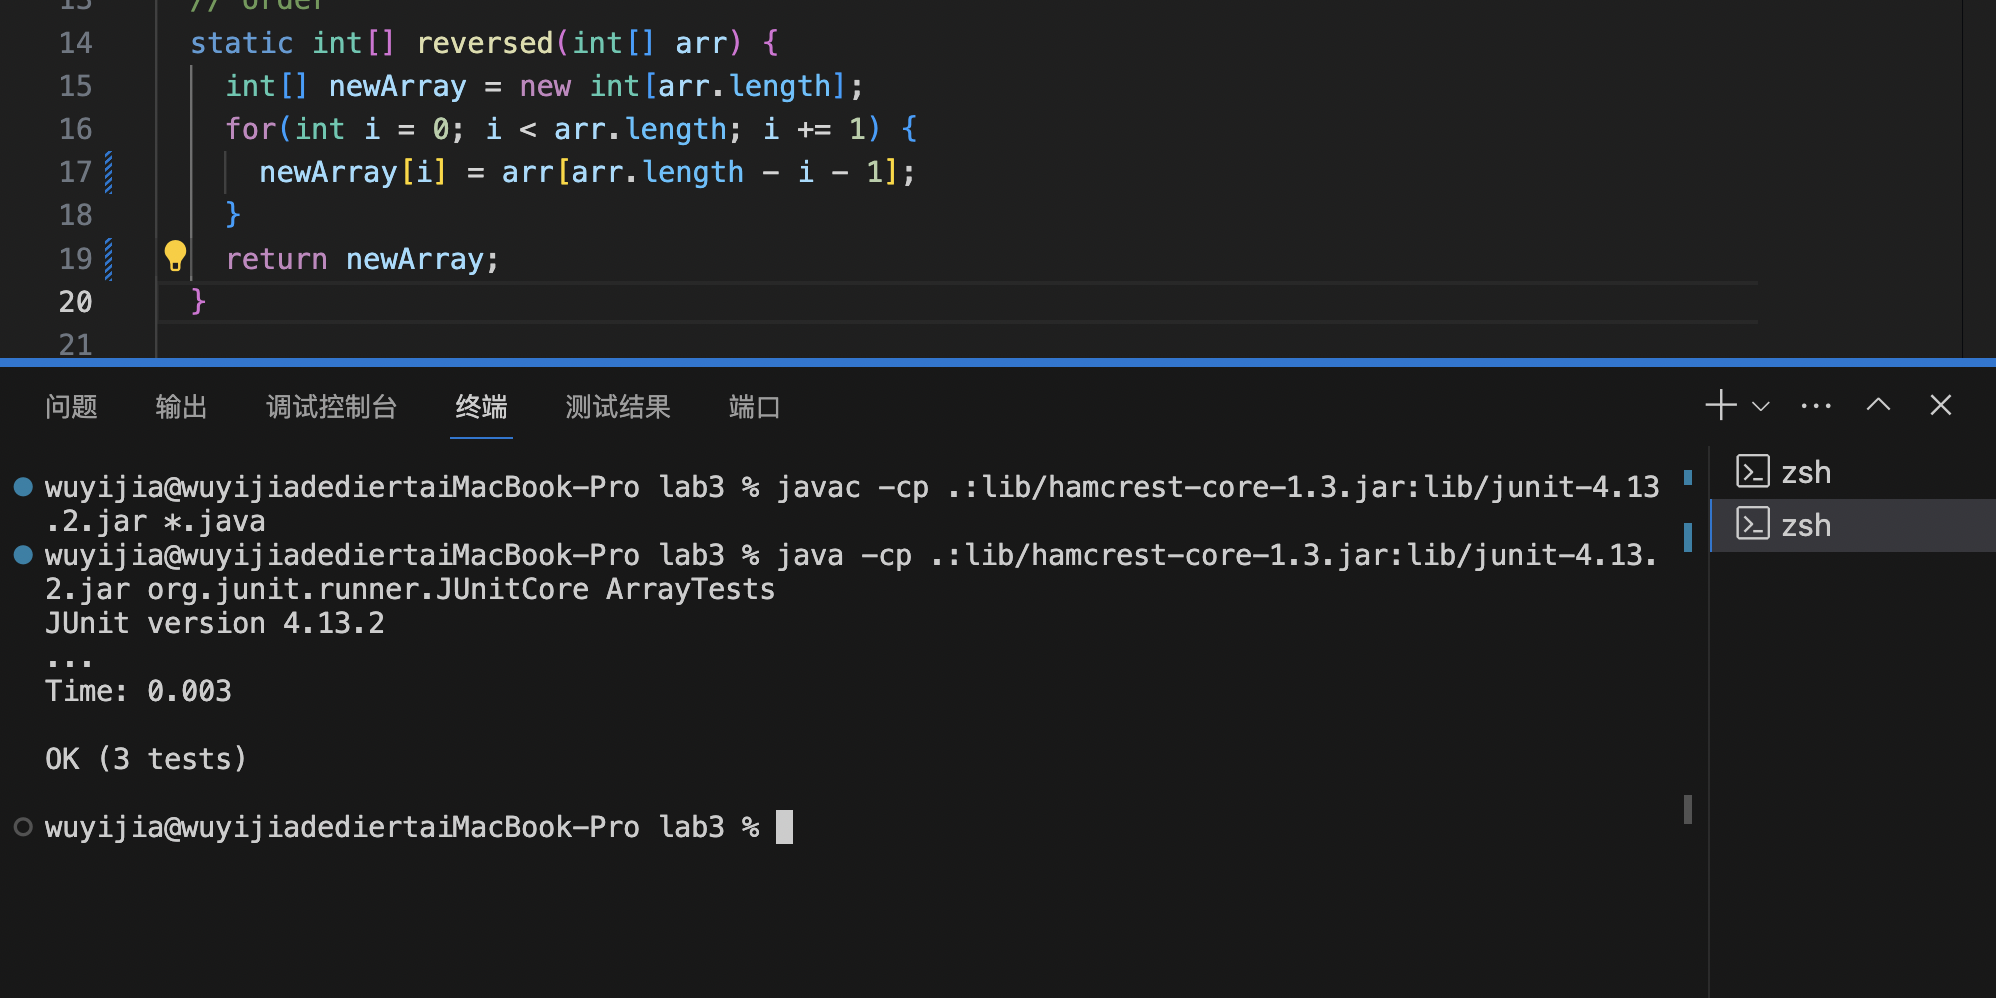 13 // order
14 static int[] reversed(int[] arr) {
15 int[] newArray = new int[arr.length];
16 for(int i = 0; i < arr.length; i += 1) {
17 newArray[i] = arr[arr.length - i - 1];
18 }
19 return newArray;
20 }
21
问题 输出 调试控制台 终端 测试结果 端口
wuyijia@wuyijiadediertaiMacBook-Pro lab3 % javac -cp .:lib/hamcrest-core-1.3.jar:lib/junit-4.13
.2.jar *.java
wuyijia@wuyijiadediertaiMacBook-Pro lab3 % java -cp .:lib/hamcrest-core-1.3.jar:lib/junit-4.13.
2.jar org.junit.runner.JUnitCore ArrayTests
JUnit version 4.13.2
...
Time: 0.003
OK (3 tests)
wuyijia@wuyijiadediertaiMacBook-Pro lab3 %
zsh
zsh